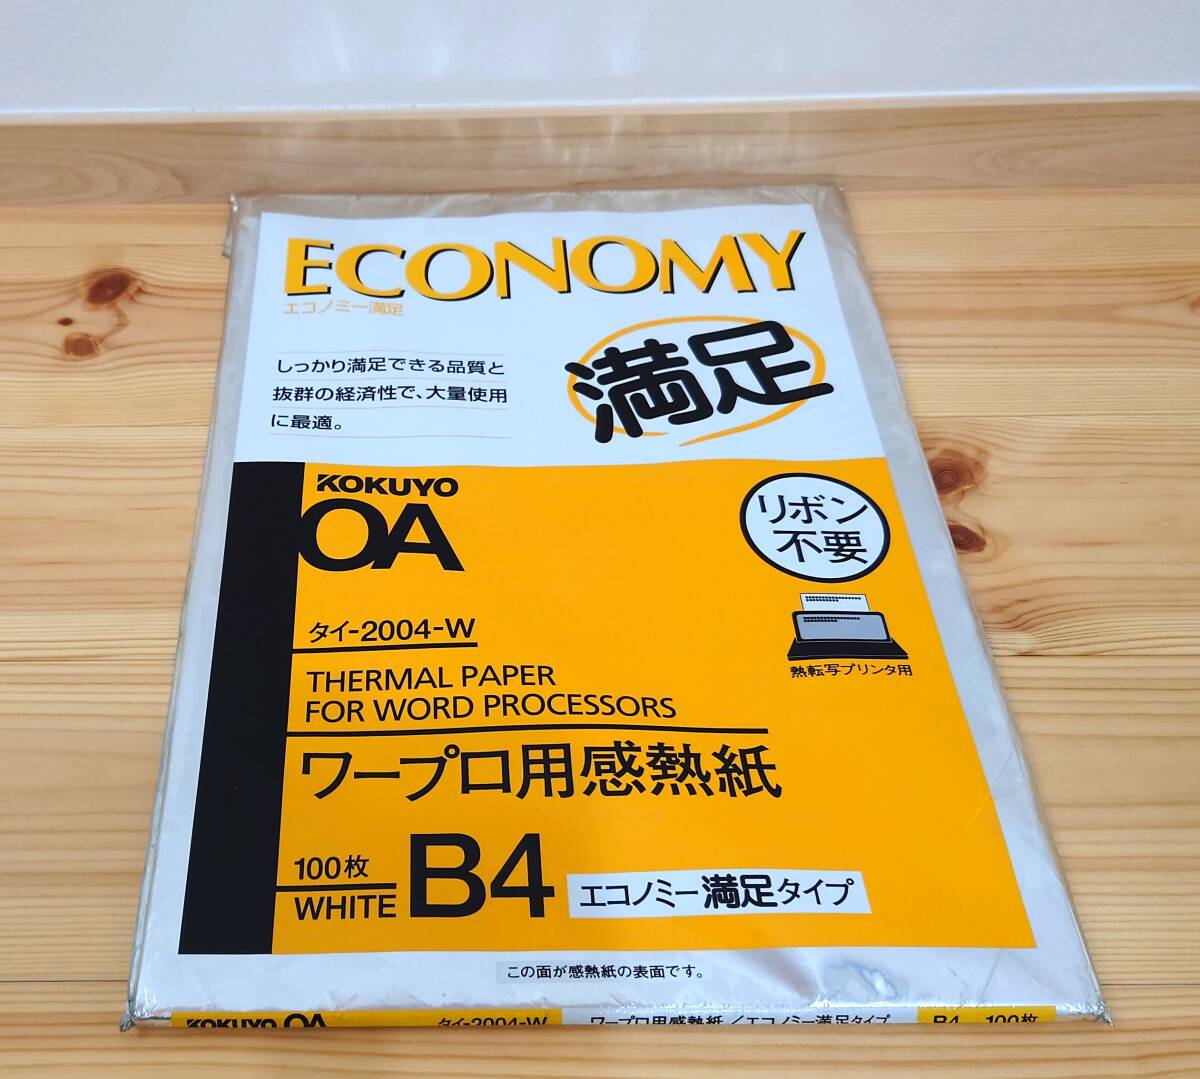 ECONOMY
エコノミー満足
しっかり満足できる品質と
抜群の経済性で、大量使用
に最適。
満足
KOKUYO
OA
リボン
不要
熱転写プリンタ用
タイ-2004-W
THERMAL PAPER
FOR WORD PROCESSORS
ワープロ用感熱紙
100枚
WHITE
B4
エコノミー満足タイプ
この面が感熱紙の表面です。
KOKUYO OA タイ-2004-W ワープロ用感熱紙/エコノミー満足タイプ B4 100枚